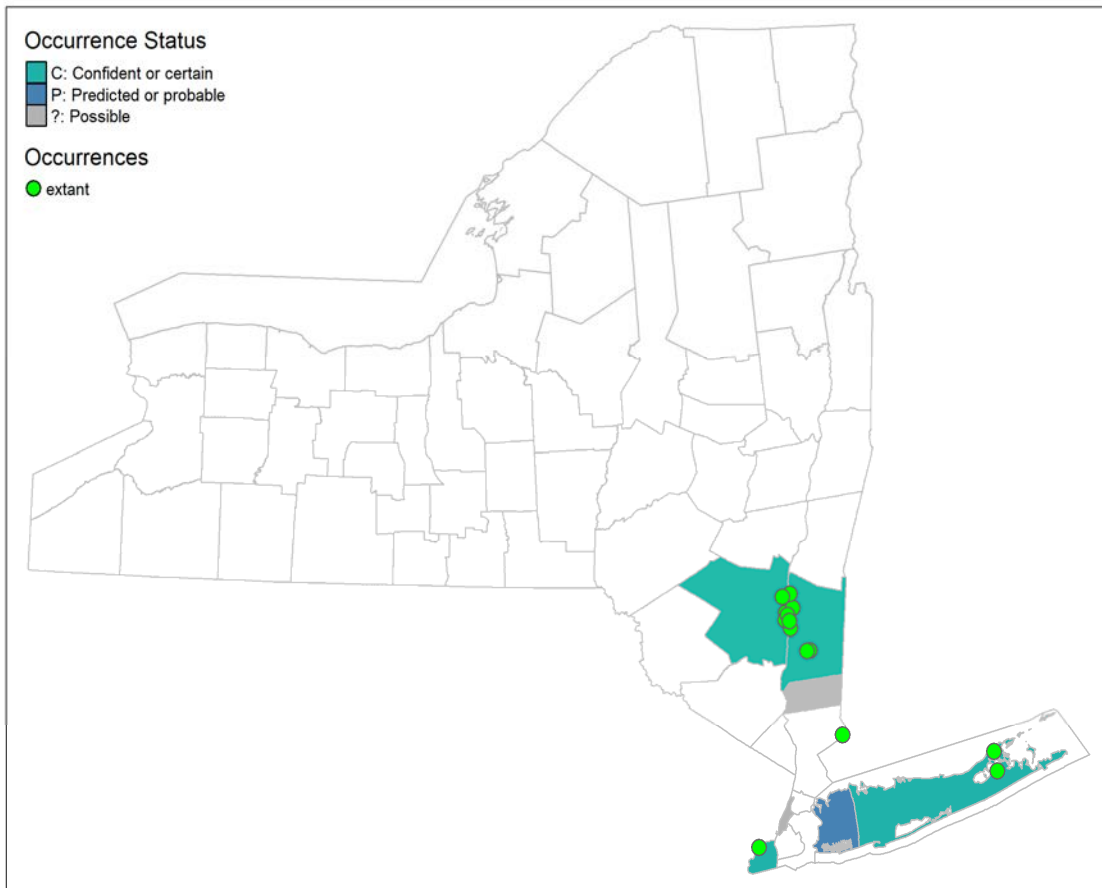 Occurrence Status
C: Confident or certain
P: Predicted or probable
?: Possible
Occurrences
extant